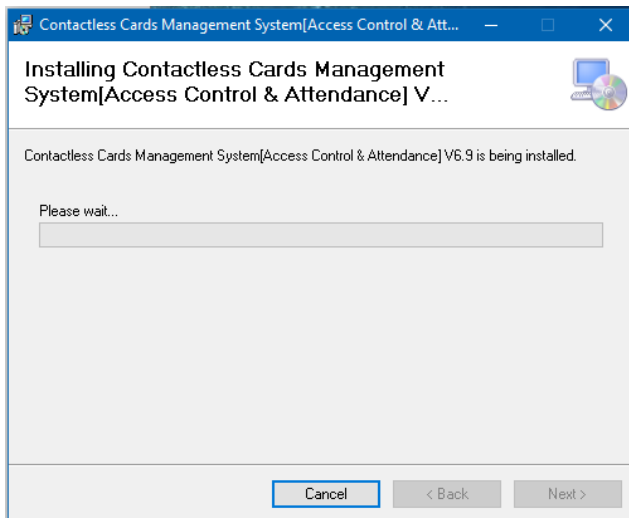 Contactless Cards Management System[Access Control & Att...
Installing Contactless Cards Management
System[Access Control & Attendance] V...
Contactless Cards Management System[Access Control & Attendance] V6.9 is being installed.
Please wait...
Cancel
< Back
Next >